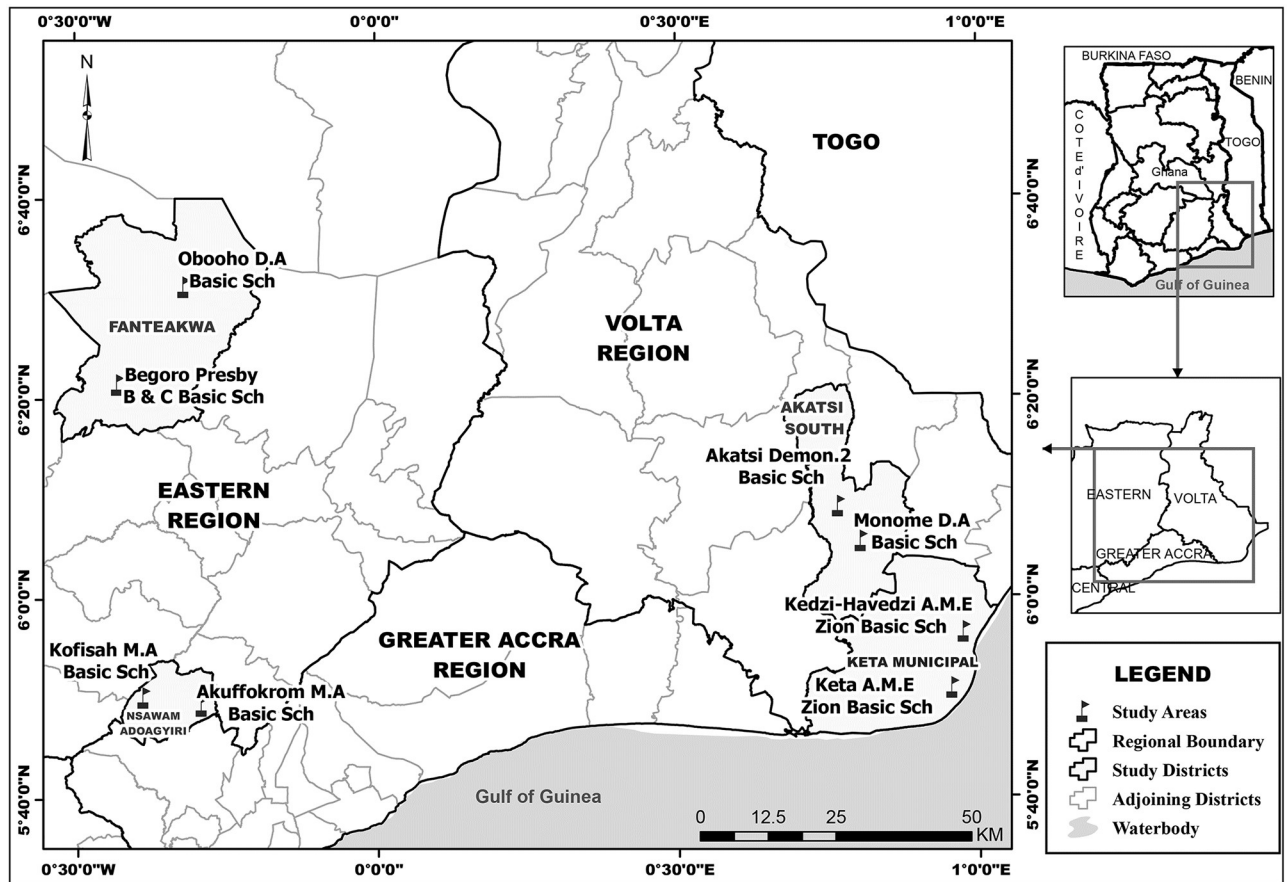 0°30'0"W
0°0'0"
0°30'0"E
1°0'0"E
N
TOGO
6°40'0"N
6°40'0"N
Obooho D.A
Basic Sch
FANTEAKWA
VOLTA
REGION
Begoro Presby
B & C Basic Sch
6°20'0"N
6°20'0"N
AKATSI
SOUTH
Akatsi Demon.2
Basic Sch
EASTERN
REGION
Monome D.A
Basic Sch
6°0'0"N
6°0'0"N
Kedzi-Havedzi A.M.E
Zion Basic Sch
GREATER ACCRA
REGION
Kofisah M.A
Basic Sch
KETA MUNICIPAL
Akuffokrom M.A
Basic Sch
Keta A.M.E
Zion Basic Sch
NSAWAM
ADOAGYIRI
5°40'0"N
5°40'0"N
Gulf of Guinea
0 12.5 25 50
KM
0°30'0"W
0°0'0"
0°30'0"E
1°0'0"E
BURKINA FASO
BENIN
COTE d' IVOIRE
TOGO
Ghana
Gulf of Guinea
EASTERN
VOLTA
GREATER ACCRA
CENTRAL
LEGEND
Study Areas
Regional Boundary
Study Districts
Adjoining Districts
Waterbody